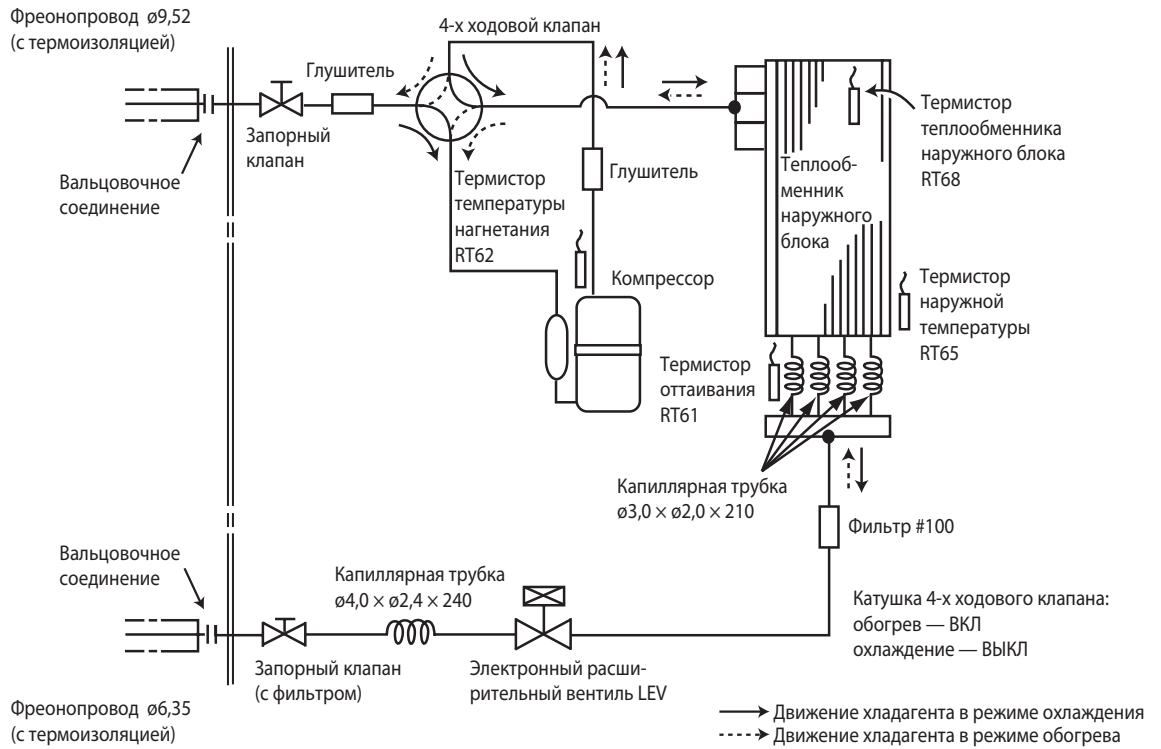 Фреонопровод ø9,52
(с термоизоляцией)
4-х ходовой клапан
Глушитель
Запорный
клапан
Вальцовочное
соединение
Термистор
температуры
нагнетания
RT62
Глушитель
Компрессор
Теплооб-
менник
наружного
блока
Термистор
теплообменника
наружного блока
RT68
Термистор
наружной
температуры
RT65
Термистор
оттаивания
RT61
Капиллярная трубка
ø3,0 × ø2,0 × 210
Фильтр #100
Вальцовочное
соединение
Капиллярная трубка
ø4,0 × ø2,4 × 240
Запорный клапан
(с фильтром)
Электронный расши-
рительный вентиль LEV
Катушка 4-х ходового клапана:
обогрев — ВКЛ
охлаждение — ВЫКЛ
Фреонопровод ø6,35
(с термоизоляцией)
Движение хладагента в режиме охлаждения
Движение хладагента в режиме обогрева